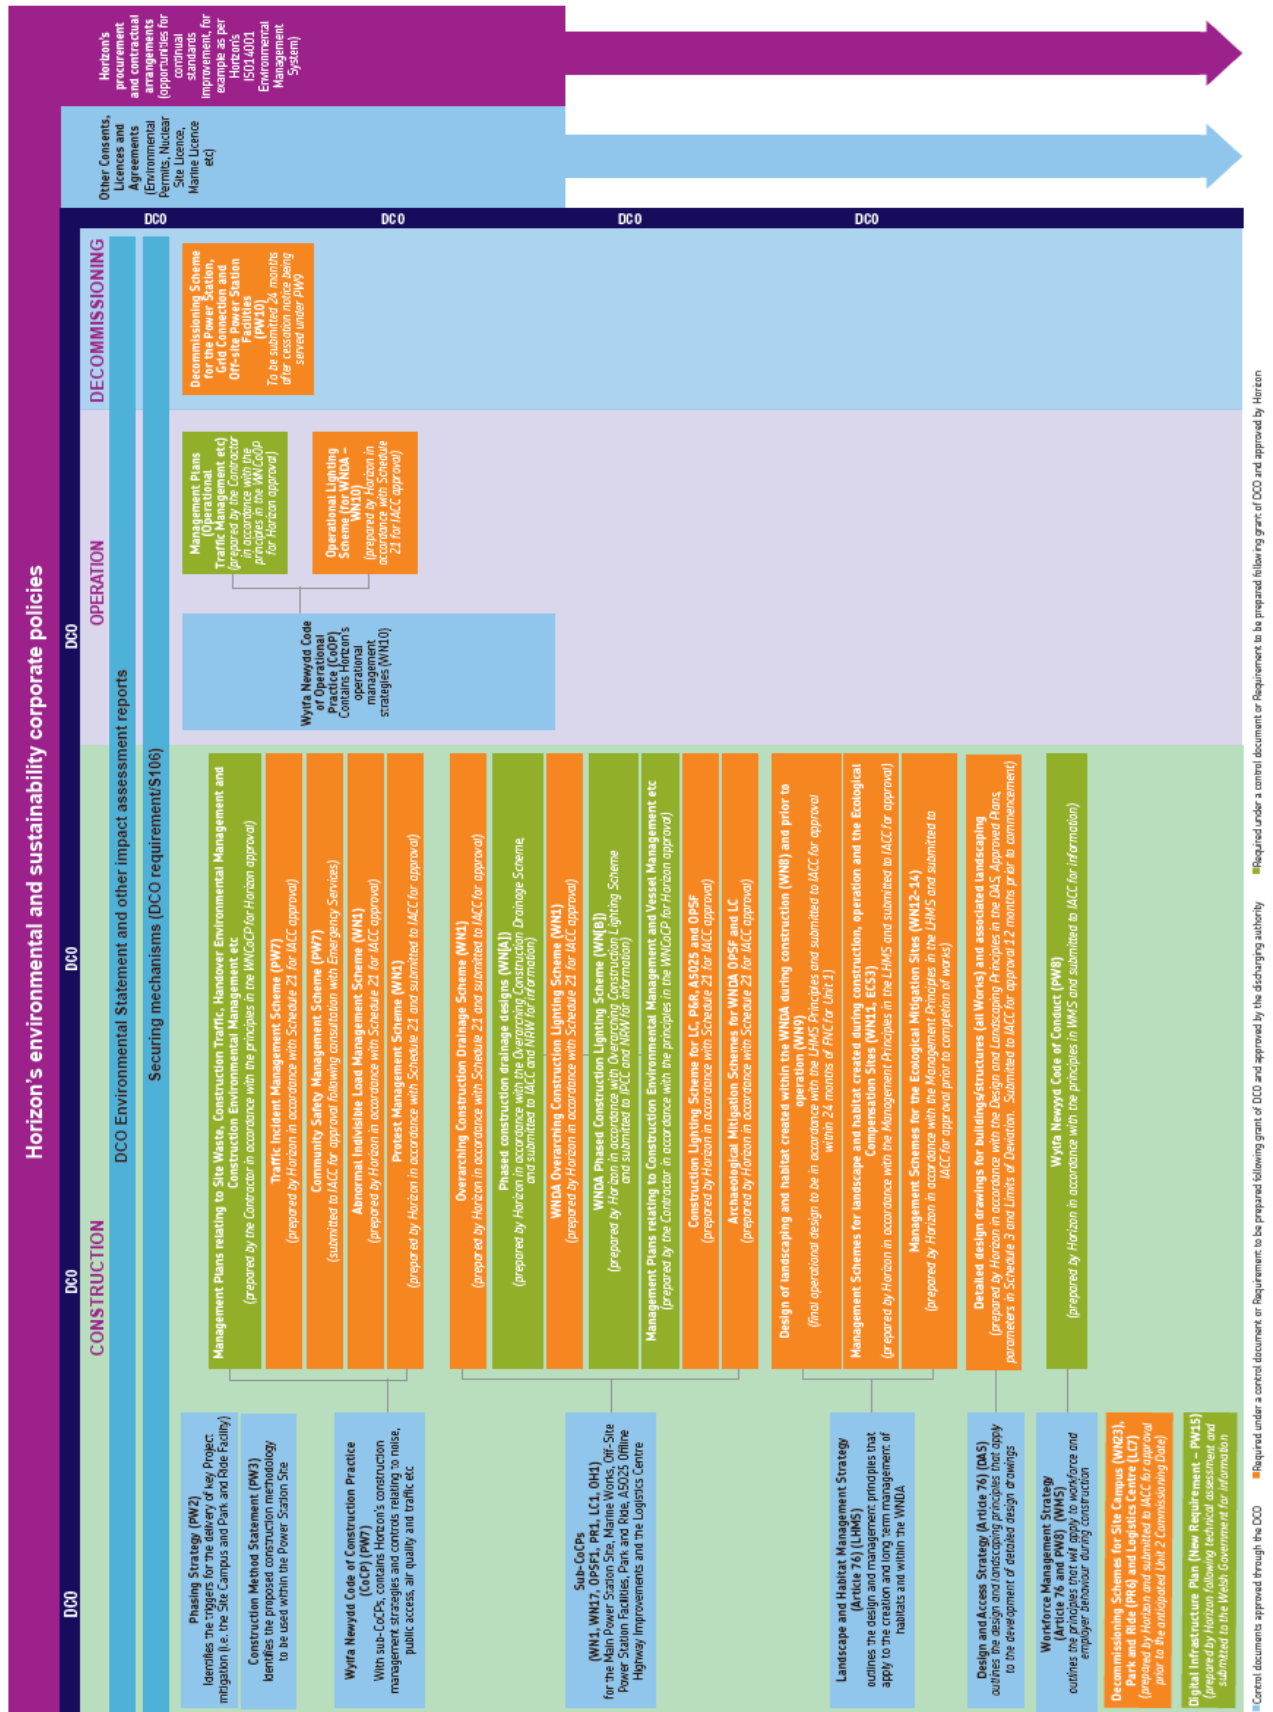 Horizon's environmental and sustainability corporate policies
DCO
DCO
DCO
DCO
CONSTRUCTION
OPERATION
DECOMMISSIONING
DCO Environmental Statement and other impact assessment reports
Securing mechanisms (DCO requirement/S106)
Phasing Strategy (PW2)
Identifies the triggers for the delivery of key Project
mitigation (i.e. the Site Campus and Park and Ride Facility)
Construction Method Statement (PW3)
Identifies the proposed construction methodology
to be used within the Power Station Site
Wylfa Newydd Code of Construction Practice
(CoCP) (PW7)
With sub-CoCPs, contains Horizon's construction
management strategies and controls relating to noise,
public access, air quality and traffic etc
Sub-CoCPs
(WN1, WN17, OPSF1, PR1, LC1, OH1)
for the Main Power Station Site, Marine Works, Off-Site
Power Station Facilities, Park and Ride, A5025 Offline
Highway Improvements and the Logistics Centre
Landscape and Habitat Management Strategy
(Article 76) (LHMS)
outlines the design and management principles that
apply to the creation and long term management of
habitats and within the WNDA
Design and Access Strategy (Article 76) (DAS)
outlines the design and landscaping principles that apply
to the development of detailed design drawings
Workforce Management Strategy
(Article 76 and PW8) (WMS)
outlines the principles that will apply to workforce and
employer behaviour during construction
Decommissioning Schemes for Site Campus (WN23),
Park and Ride (PR6) and Logistics Centre (LC7)
(prepared by Horizon and submitted to IACC for approval
prior to the anticipated Unit 2 Commissioning Date)
Digital Infrastructure Plan (New Requirement – PW15)
(prepared by Horizon following technical assessment and
submitted to the Welsh Government for information
Management Plans relating to Site Waste, Construction Traffic, Handover Environmental Management and
Construction Environmental Management etc
(prepared by the Contractor in accordance with the principles in the WNCoCP for Horizon approval)
Traffic Incident Management Scheme (PW7)
(prepared by Horizon in accordance with Schedule 21 for IACC approval)
Community Safety Management Scheme (PW7)
(submitted to IACC for approval following consultation with Emergency Services)
Abnormal Indivisible Load Management Scheme (WN1)
(prepared by Horizon in accordance with Schedule 21 for IACC approval)
Protest Management Scheme (WN1)
(prepared by Horizon in accordance with Schedule 21 and submitted to IACC for approval)
Overarching Construction Drainage Scheme (WN1)
(prepared by Horizon in accordance with Schedule 21 and submitted to IACC for approval)
Phased construction drainage designs (WN[A])
(prepared by Horizon in accordance with the Overarching Construction Drainage Scheme,
and submitted to IACC and NRW for information)
WNDA Overarching Construction Lighting Scheme (WN1)
(prepared by Horizon in accordance with Schedule 21 for IACC approval)
WNDA Phased Construction Lighting Scheme (WN[B])
(prepared by Horizon in accordance with Overarching Construction Lighting Scheme
and submitted to IPCC and NRW for information)
Management Plans relating to Construction Environmental Management and Vessel Management etc
(prepared by the Contractor in accordance with the principles in the WNCoCP for Horizon approval)
Construction Lighting Scheme for LC, P&R, A5025 and OPSF
(prepared by Horizon in accordance with Schedule 21 for IACC approval)
Archaeological Mitigation Schemes for WNDA OPSF and LC
(prepared by Horizon in accordance with Schedule 21 for IACC approval)
Design of landscaping and habitat created within the WNDA during construction (WN8) and prior to
operation (WN9)
(final operational design to be in accordance with the LHMS Principles and submitted to IACC for approval
within 24 months of FNC for Unit 1)
Management Schemes for landscape and habitat created during construction, operation and the Ecological
Compensation Sites (WN11, ECS3)
(prepared by Horizon in accordance with the Management Principles in the LHMS and submitted to IACC for approval)
Management Schemes for the Ecological Mitigation Sites (WN12-14)
(prepared by Horizon in accordance with the Management Principles in the LHMS and submitted to
IACC for approval prior to completion of works)
Detailed design drawings for buildings/structures (all Works) and associated landscaping
(prepared by Horizon in accordance with the Design and Landscaping Principles in the DAS, Approved Plans,
parameters in Schedule 3 and Limits of Deviation. Submitted to IACC for approval 12 months prior to commencement)
Wylfa Newyyd Code of Conduct (PW8)
(prepared by Horizon in accordance with the principles in WMS and submitted to IACC for information)
Wylfa Newydd Code
of Operational
Practice (CoOP)
Contains Horizon's
operational
management
strategies (WN10)
Management Plans
(Operational
Traffic Management etc)
(prepared by the Contractor
in accordance with the
principles in the WNCoOP
for Horizon approval)
Operational Lighting
Scheme (for WNDA –
WN10)
(prepared by Horizon in
accordance with Schedule
21 for IACC approval)
Decommissioning Scheme
for the Power Station,
Grid Connection and
Off-site Power Station
Facilities
(PW10)
To be submitted 24 months
after cessation notice being
served under PW9
DCO
DCO
DCO
DCO
Other Consents,
Licences and
Agreements
(Environmental
Permits, Nuclear
Site Licence,
Marine Licence
etc)
Horizon's
procurement
and contractual
arrangements
(opportunities for
continual
standards
improvement, for
example as per
Horizon's
ISO14001
Environmental
Management
System)
Control documents approved through the DCO
Required under a control document or Requirement to be prepared following grant of DCO and approved by the discharging authority
Required under a control document or Requirement to be prepared following grant of DCO and approved by Horizon